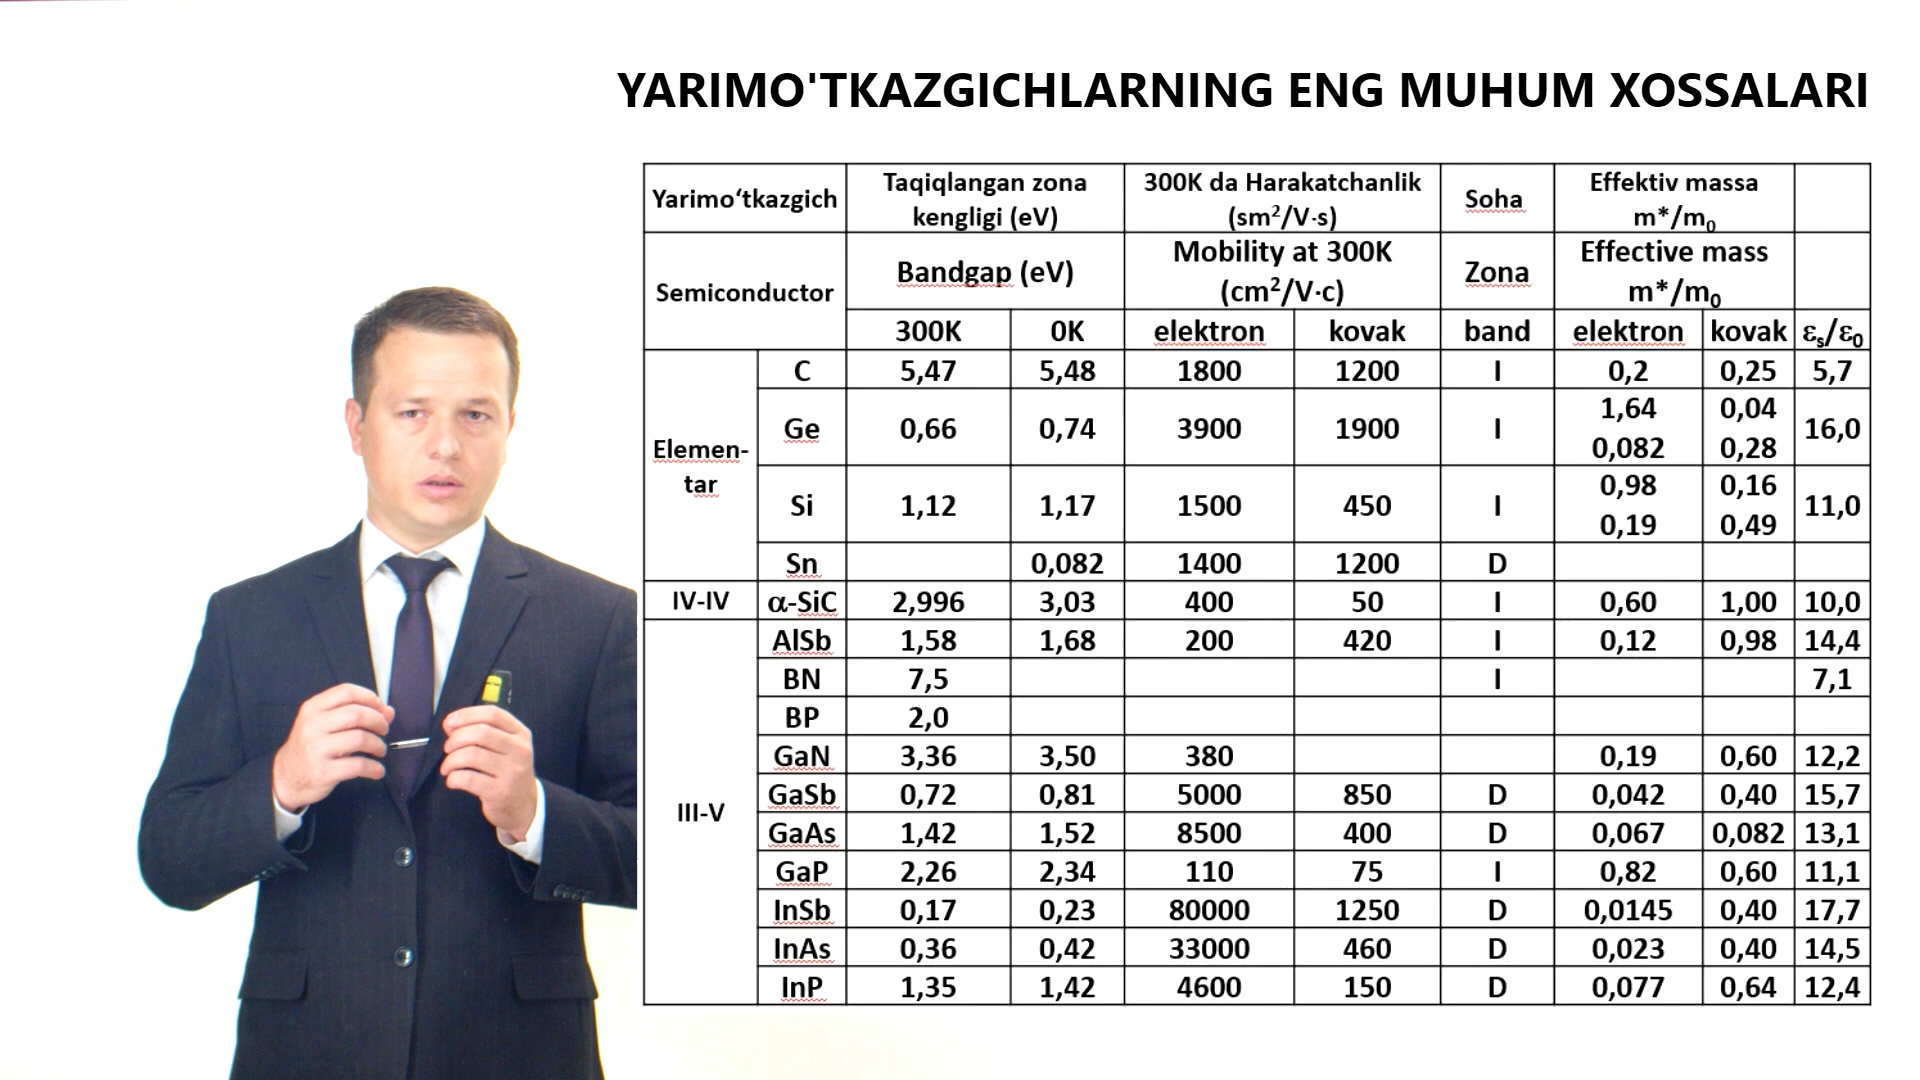 YARIMO'TKAZGICHLARNING ENG MUHUM XOSSALARI
Yarimo‘tkazgich Taqiqlangan zona kengligi (eV) 300K da Harakatchanlik (sm²/V·s) Soha Effektiv massa m*/m₀
Semiconductor Bandgap (eV) Mobility at 300K (cm²/V·c) Zona Effective mass m*/m₀
300K 0K elektron kovak band elektron kovak εₛ/ε₀
Elemen-tar C 5,47 5,48 1800 1200 I 0,2 0,25 5,7
Ge 0,66 0,74 3900 1900 I 1,64 0,04 16,0
0,082 0,28
Si 1,12 1,17 1500 450 I 0,98 0,16 11,0
0,19 0,49
Sn 0,082 1400 1200 D
IV-IV α-SiC 2,996 3,03 400 50 I 0,60 1,00 10,0
III-V AlSb 1,58 1,68 200 420 I 0,12 0,98 14,4
BN 7,5 I 7,1
BP 2,0
GaN 3,36 3,50 380 0,19 0,60 12,2
GaSb 0,72 0,81 5000 850 D 0,042 0,40 15,7
GaAs 1,42 1,52 8500 400 D 0,067 0,082 13,1
GaP 2,26 2,34 110 75 I 0,82 0,60 11,1
InSb 0,17 0,23 80000 1250 D 0,0145 0,40 17,7
InAs 0,36 0,42 33000 460 D 0,023 0,40 14,5
InP 1,35 1,42 4600 150 D 0,077 0,64 12,4